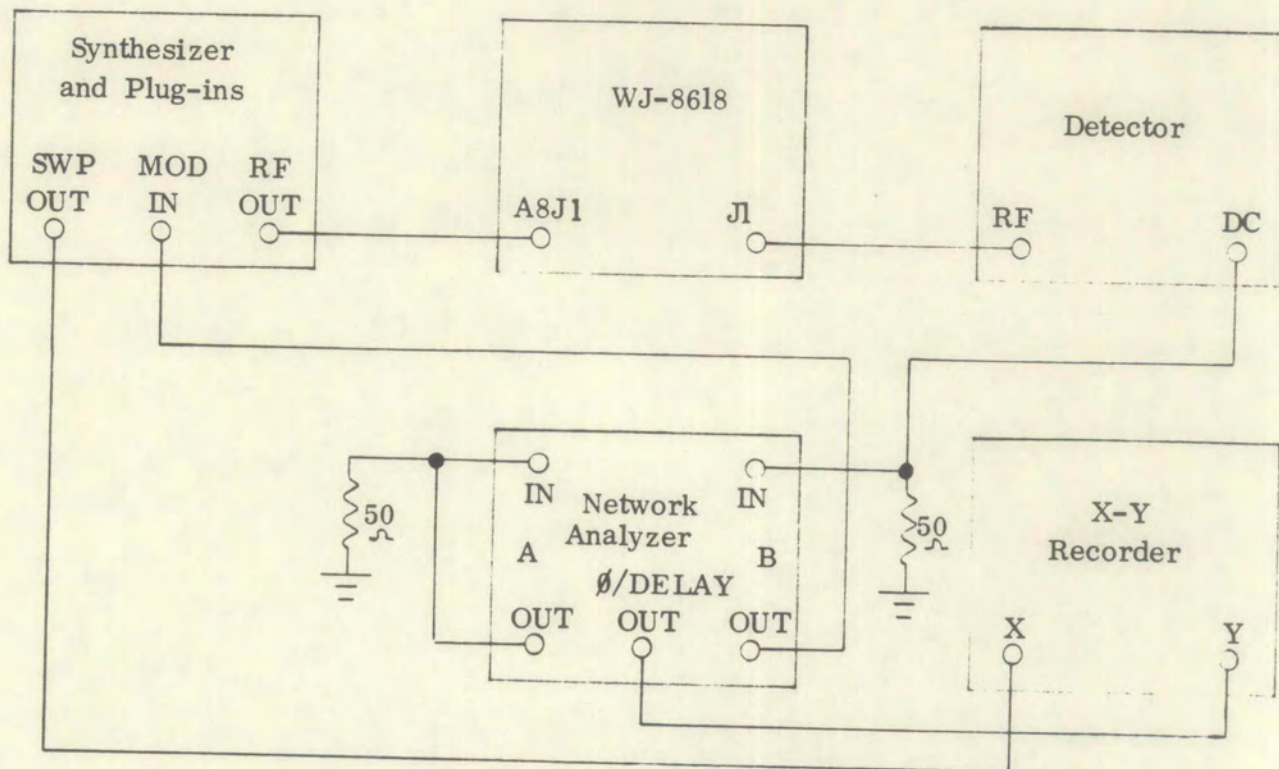 Synthesizer
and Plug-ins
SWP
OUT
MOD
IN
RF
OUT
WJ-8618
A8J1
J1
Detector
RF
DC
IN
IN
Network
Analyzer
A
B
Ø/DELAY
OUT
OUT
OUT
50
Ω
50
Ω
X-Y
Recorder
X
Y